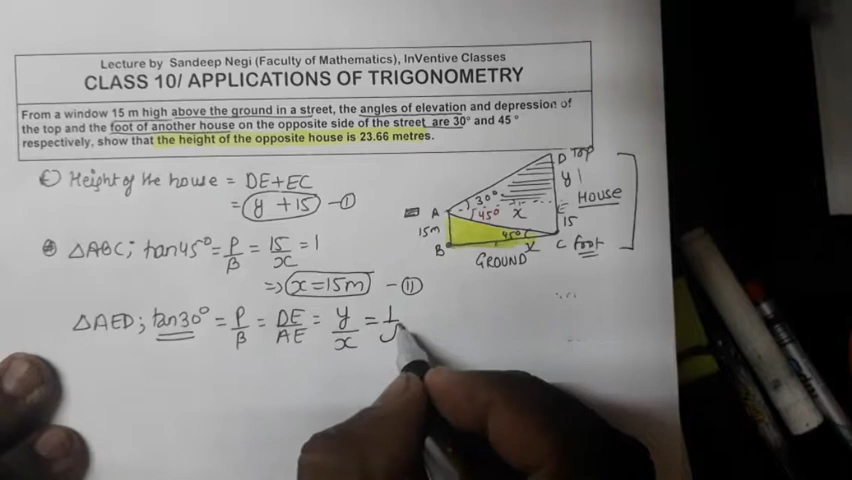 Lecture by Sandeep Negi (Faculty of Mathematics), InVentive Classes
CLASS 10/ APPLICATIONS OF TRIGONOMETRY
From a window 15 m high above the ground in a street, the angles of elevation and depression of
the top and the foot of another house on the opposite side of the street are 30° and 45 °
respectively, show that the height of the opposite house is 23.66 metres.
Height of the house = DE+EC
= y +15 - (I)
△ABC; tan45° = P/B = 15/x = 1
=> x=15m - (II)
△AED; tan30° = P/B = DE/AE = y/x = 1/√
D Top
y
30°
HOUSE
A
45°
x
E
15m
15
45°
B
x
C foot
GROUND